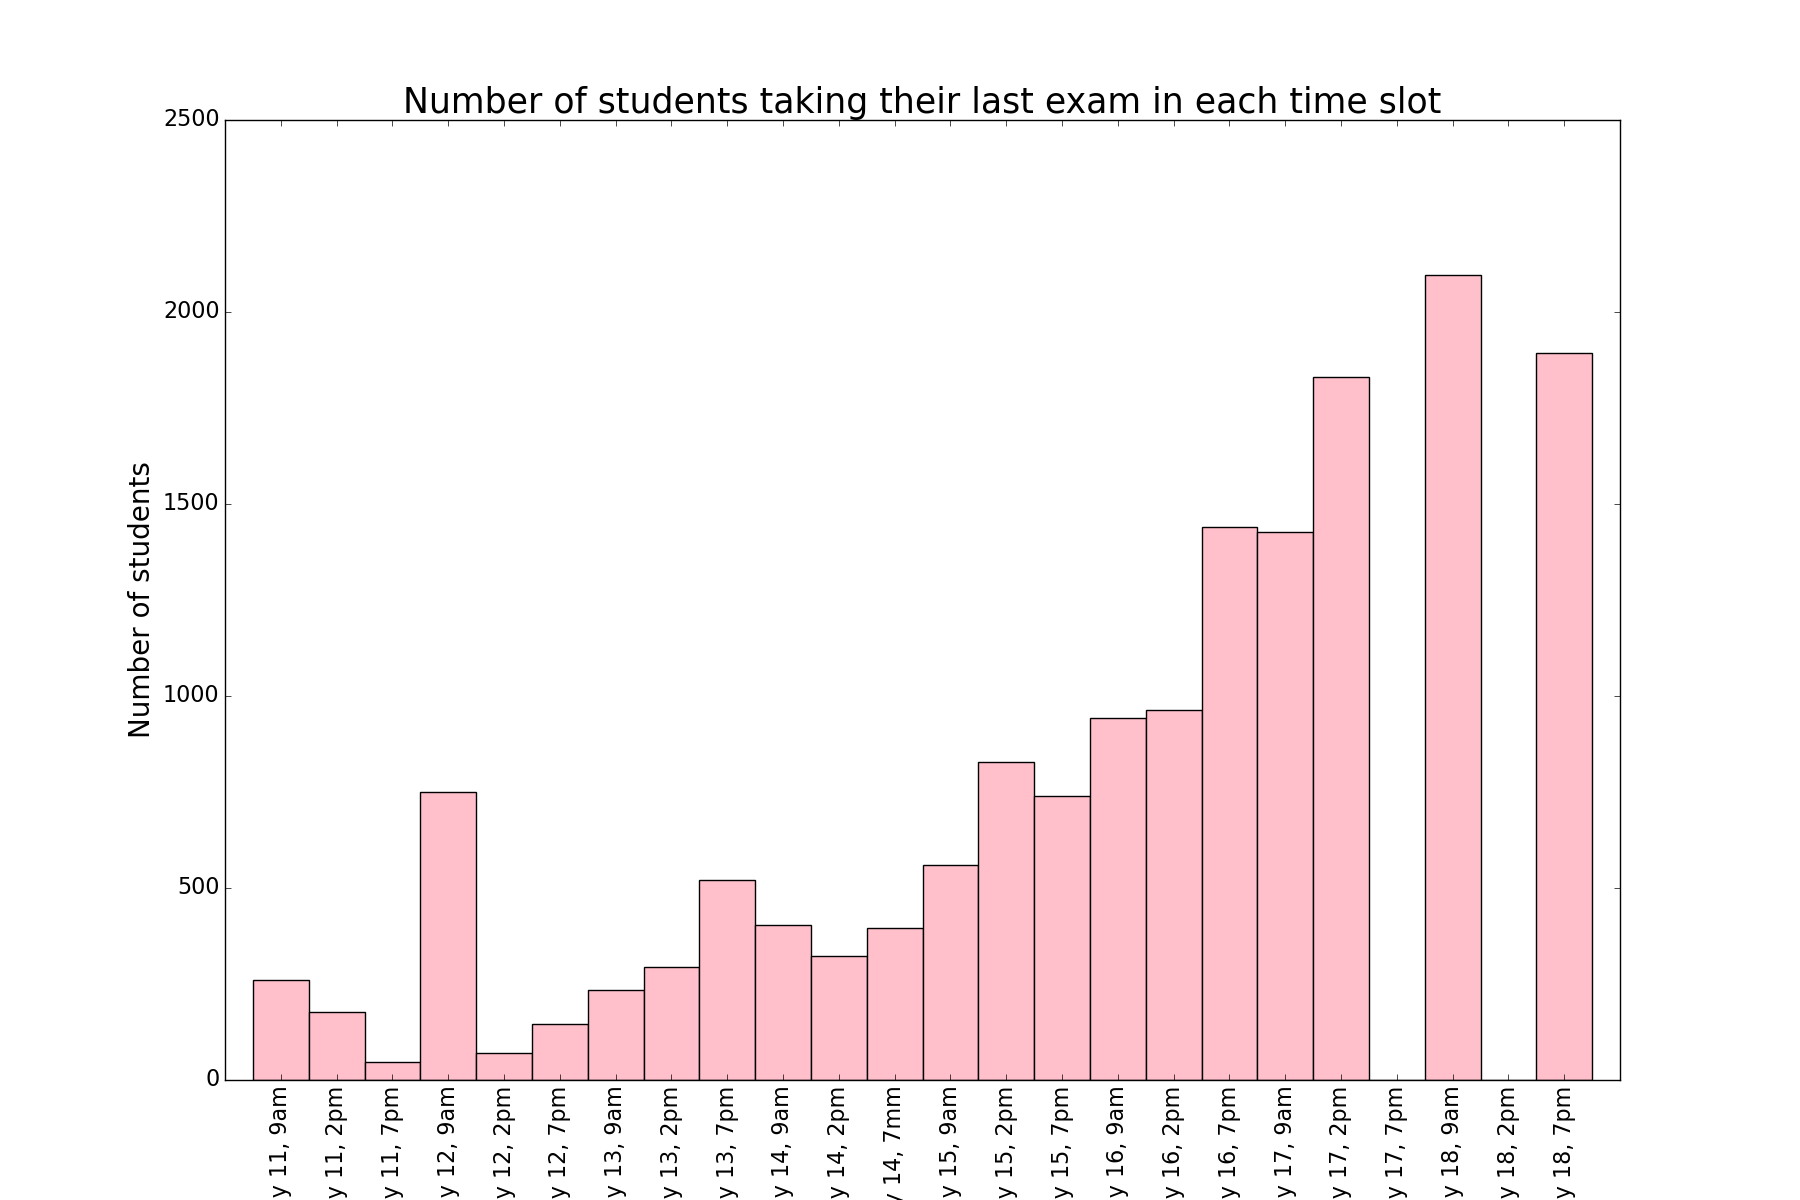 Number of students taking their last exam in each time slot
Number of students
2500
2000
1500
1000
500
0
y 11, 9am
y 11, 2pm
y 11, 7pm
y 12, 9am
y 12, 2pm
y 12, 7pm
y 13, 9am
y 13, 2pm
y 13, 7pm
y 14, 9am
y 14, 2pm
y 14, 7mm
y 15, 9am
y 15, 2pm
y 15, 7pm
y 16, 9am
y 16, 2pm
y 16, 7pm
y 17, 9am
y 17, 2pm
y 17, 7pm
y 18, 9am
y 18, 2pm
y 18, 7pm